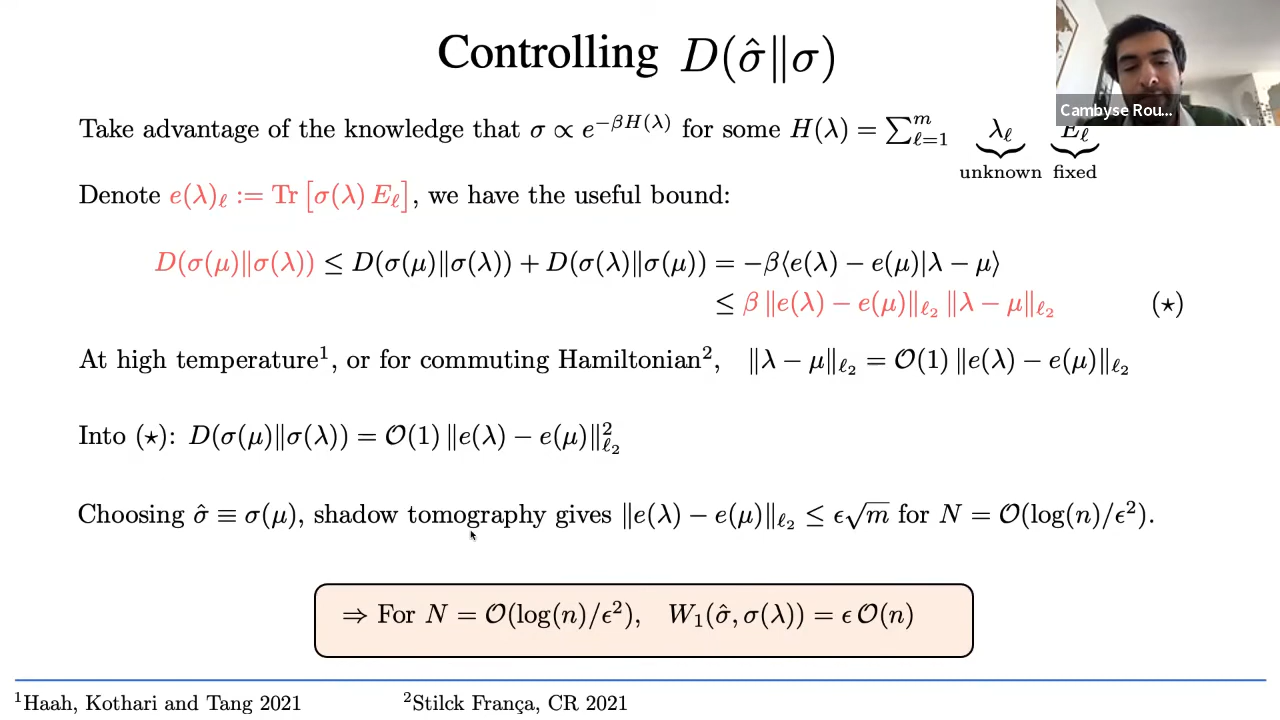 Controlling D(σ̂‖σ)
Cambyse Rou...
Take advantage of the knowledge that σ ∝ e^{−βH(λ)} for some H(λ) = ∑_{ℓ=1}^{m} λ_ℓ E_ℓ
unknown fixed
Denote e(λ)_ℓ := Tr[σ(λ) E_ℓ], we have the useful bound:
D(σ(μ)‖σ(λ)) ≤ D(σ(μ)‖σ(λ)) + D(σ(λ)‖σ(μ)) = −β⟨e(λ) − e(μ)|λ − μ⟩
≤ β ‖e(λ) − e(μ)‖_{ℓ₂} ‖λ − μ‖_{ℓ₂} (⋆)
At high temperature¹, or for commuting Hamiltonian², ‖λ − μ‖_{ℓ₂} = 𝒪(1) ‖e(λ) − e(μ)‖_{ℓ₂}
Into (⋆): D(σ(μ)‖σ(λ)) = 𝒪(1) ‖e(λ) − e(μ)‖²_{ℓ₂}
Choosing σ̂ ≡ σ(μ), shadow tomography gives ‖e(λ) − e(μ)‖_{ℓ₂} ≤ ϵ√m for N = 𝒪(log(n)/ϵ²).
⇒ For N = 𝒪(log(n)/ϵ²), W₁(σ̂, σ(λ)) = ϵ 𝒪(n)
¹Haah, Kothari and Tang 2021 ²Stilck França, CR 2021